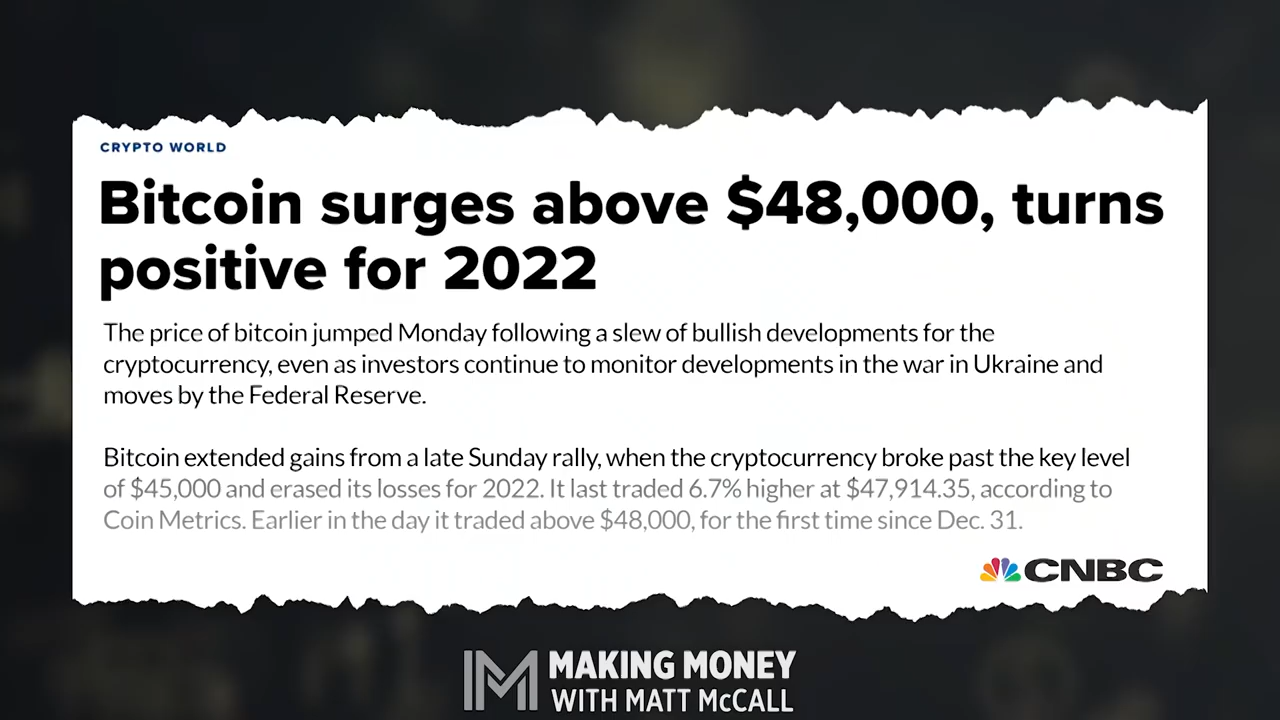 CRYPTO WORLD
Bitcoin surges above $48,000, turns
positive for 2022
The price of bitcoin jumped Monday following a slew of bullish developments for the
cryptocurrency, even as investors continue to monitor developments in the war in Ukraine and
moves by the Federal Reserve.
Bitcoin extended gains from a late Sunday rally, when the cryptocurrency broke past the key level
of $45,000 and erased its losses for 2022. It last traded 6.7% higher at $47,914.35, according to
Coin Metrics. Earlier in the day it traded above $48,000, for the first time since Dec. 31.
CNBC
MAKING MONEY
WITH MATT McCALL